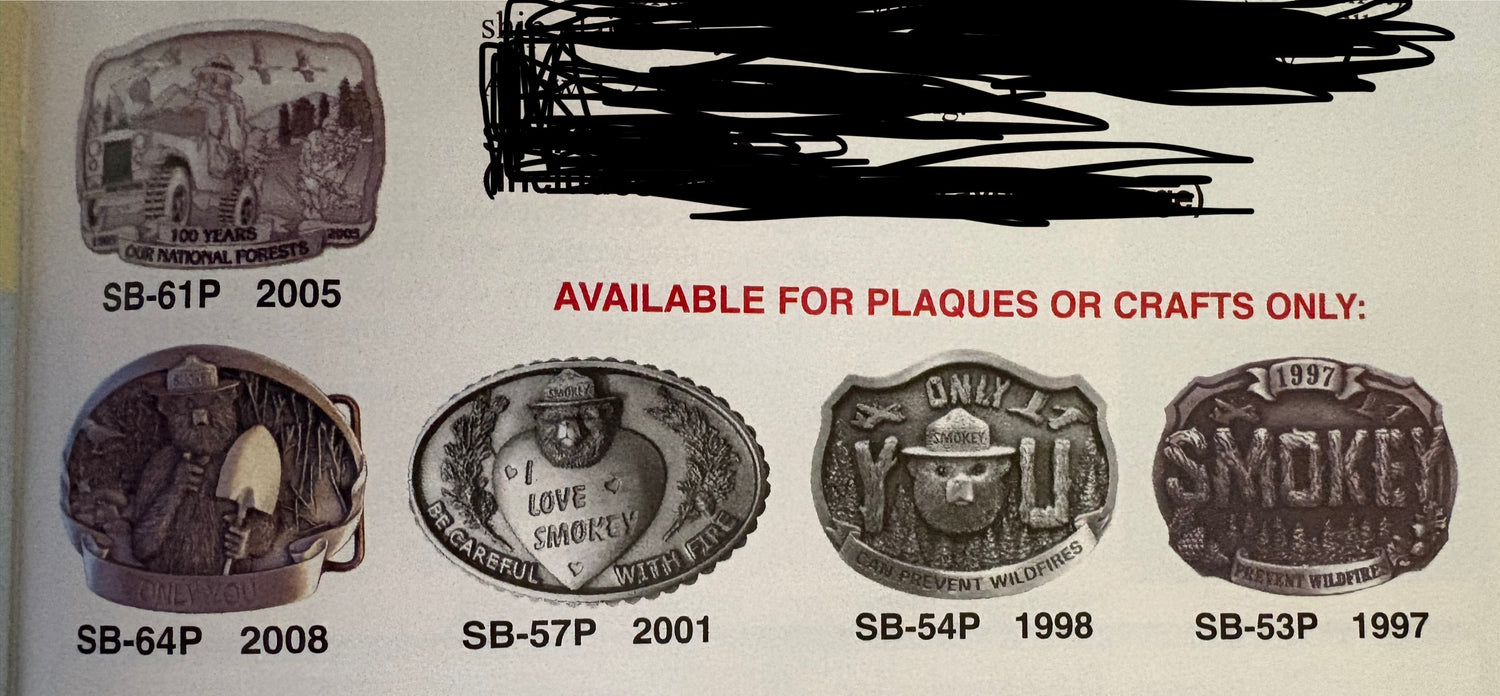 100 YEARS
2005
OUR NATIONAL FORESTS
SB-61P 2005
AVAILABLE FOR PLAQUES OR CRAFTS ONLY:
SMOKEY
ONLY YOU
SB-64P 2008
SMOKEY
I
LOVE
SMOKEY
BE CAREFUL WITH FIRE
SB-57P 2001
ONLY
SMOKEY
Y U
CAN PREVENT WILDFIRES
SB-54P 1998
1997
SMOKEY
PREVENT WILDFIRES
SB-53P 1997